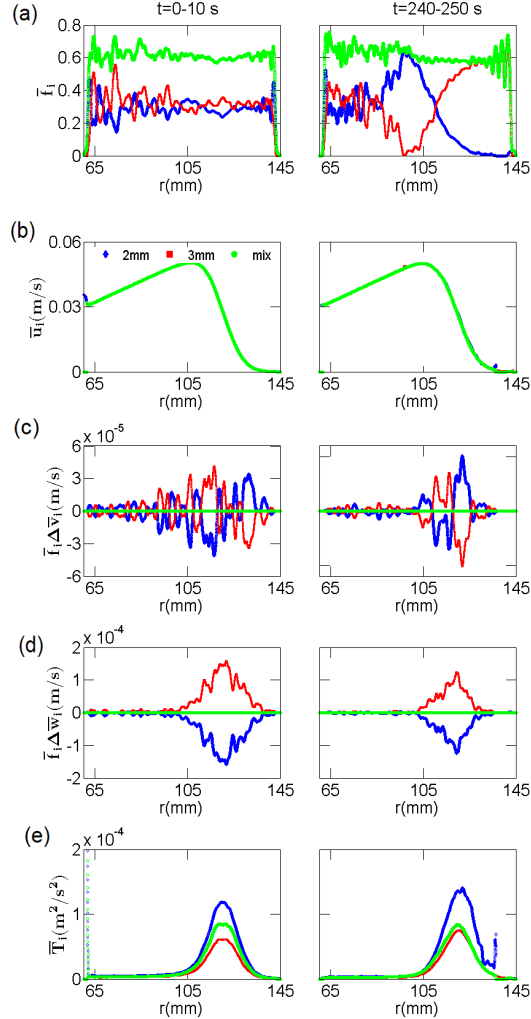 (a) t=0-10 s t=240-250 s
0.8
0.6
0.4
0.2
0
f̅ᵢ
65 105 145 65 105 145
r(mm) r(mm)
(b)
0.06
0.03
0
u̅ᵢ(m/s)
2mm 3mm mix
65 105 145 65 105 145
r(mm) r(mm)
(c)
x 10⁻⁵
6
3
0
-3
-6
f̅ᵢΔv̅ᵢ(m/s)
65 105 145 65 105 145
r(mm) r(mm)
(d)
x 10⁻⁴
2
1
0
-1
-2
f̅ᵢΔw̅ᵢ(m/s)
65 105 145 65 105 145
r(mm) r(mm)
(e)
x 10⁻⁴
2
1
0
T̅ᵢ(m²/s²)
65 105 145 65 105 145
r(mm) r(mm)